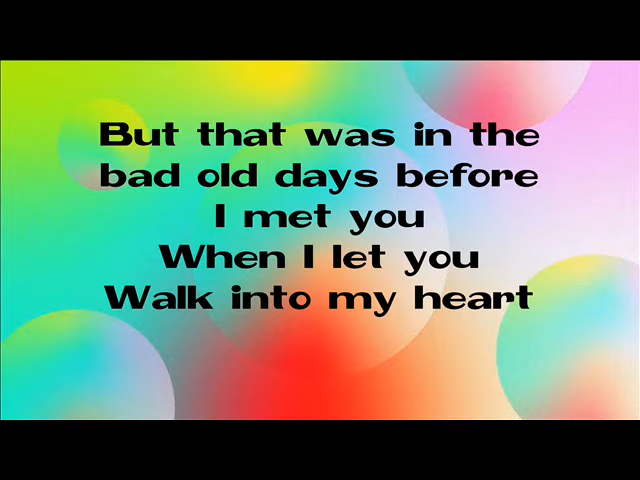 But that was in the
bad old days before
I met you
When I let you
Walk into my heart